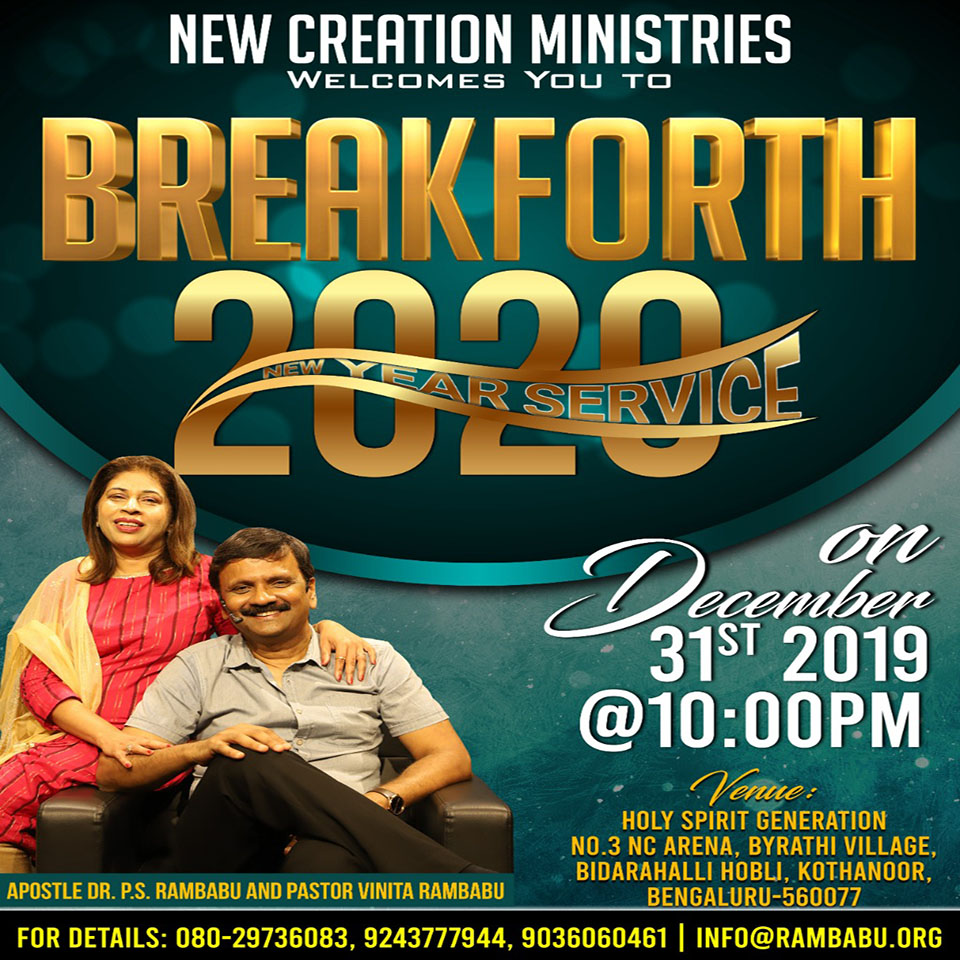 NEW CREATION MINISTRIES
WELCOMES YOU TO
BREAKFORTH
2020
NEW YEAR SERVICE
on
December
31ST 2019
@10:00PM
Venue:
HOLY SPIRIT GENERATION
NO.3 NC ARENA, BYRATHI VILLAGE,
BIDARAHALLI HOBLI, KOTHANOOR,
BENGALURU-560077
APOSTLE DR. P.S. RAMBABU AND PASTOR VINITA RAMBABU
FOR DETAILS: 080-29736083, 9243777944, 9036060461 | INFO@RAMBABU.ORG